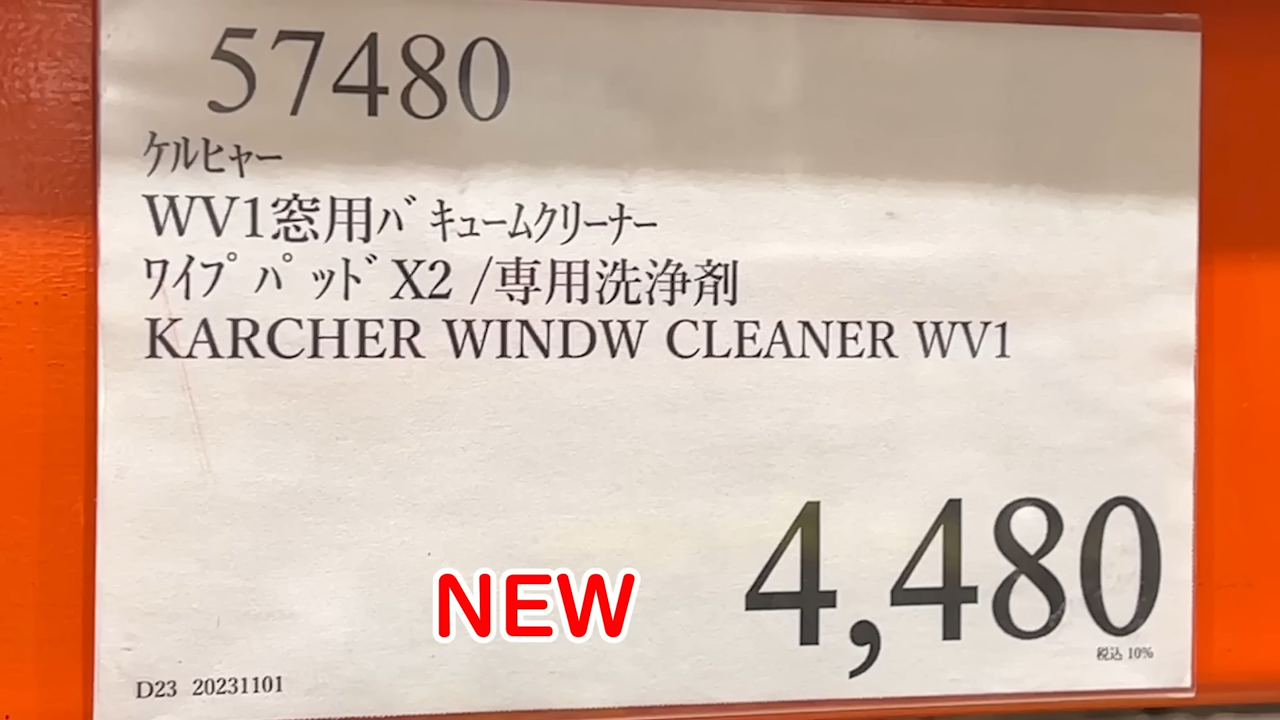 57480
ｹﾙﾋｬｰ
WV1窓用ﾊﾞｷｭｰﾑｸﾘｰﾅｰ
ﾜｲﾌﾟﾊﾟｯﾄﾞX2 /専用洗浄剤
KARCHER WINDW CLEANER WV1
4,480
NEW
税込 10%
D23 20231101